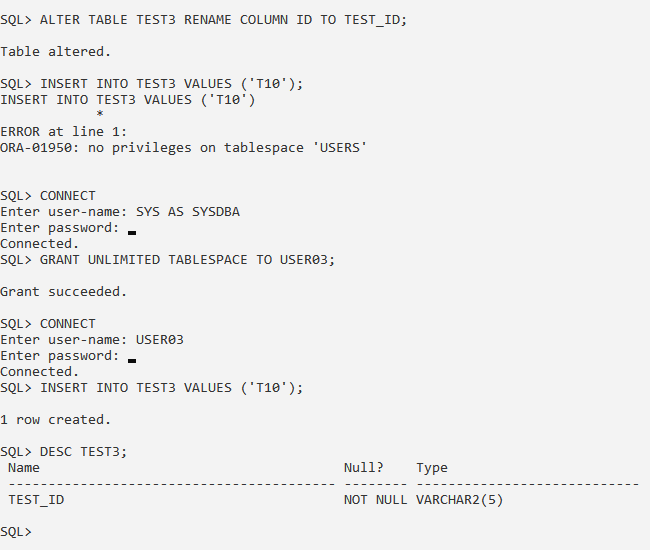 SQL> ALTER TABLE TEST3 RENAME COLUMN ID TO TEST_ID;
Table altered.
SQL> INSERT INTO TEST3 VALUES ('T10');
INSERT INTO TEST3 VALUES ('T10')
*
ERROR at line 1:
ORA-01950: no privileges on tablespace 'USERS'
SQL> CONNECT
Enter user-name: SYS AS SYSDBA
Enter password:
Connected.
SQL> GRANT UNLIMITED TABLESPACE TO USER03;
Grant succeeded.
SQL> CONNECT
Enter user-name: USER03
Enter password:
Connected.
SQL> INSERT INTO TEST3 VALUES ('T10');
1 row created.
SQL> DESC TEST3;
Name Null? Type
----------------------------------------- -------- ----------------------------
TEST_ID NOT NULL VARCHAR2(5)
SQL>